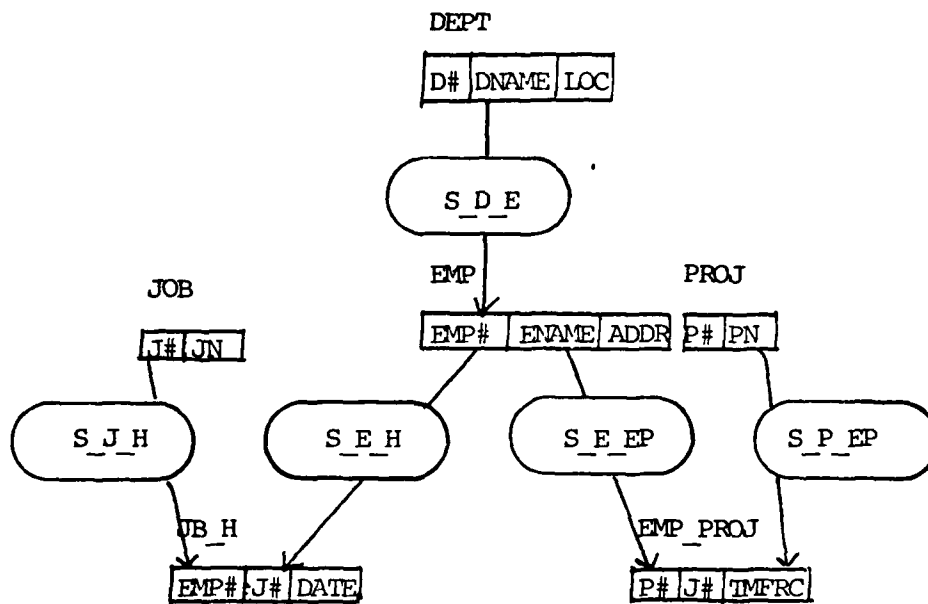 DEPT
D# DNAME LOC
S_D_E
EMP PROJ
JOB
EMP# ENAME ADDR P# PN
J# JN
S_J_H S_E_H S_E_EP S_P_EP
JB_H EMP_PROJ
EMP# J# DATE P# J# TMFRC